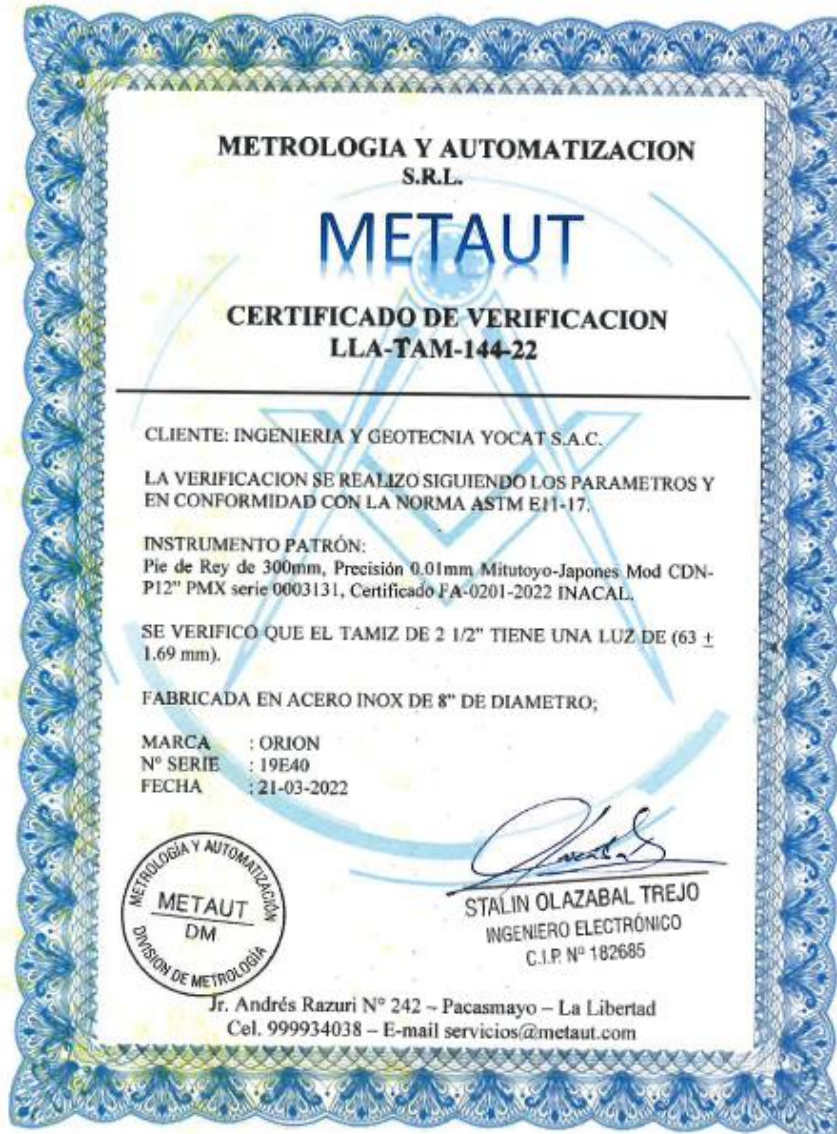 METROLOGIA Y AUTOMATIZACION
S.R.L.
METAUT
CERTIFICADO DE VERIFICACION
LLA-TAM-144-22
CLIENTE: INGENIERIA Y GEOTECNIA YOCAT S.A.C.
LA VERIFICACION SE REALIZO SIGUIENDO LOS PARAMETROS Y
EN CONFORMIDAD CON LA NORMA ASTM E11-17.
INSTRUMENTO PATRÓN:
Pie de Rey de 300mm, Precisión 0.01mm Mitutoyo-Japones Mod CDN-
P12" PMX serie 0003131, Certificado FA-0201-2022 INACAL.
SE VERIFICO QUE EL TAMIZ DE 2 1/2" TIENE UNA LUZ DE (63 ±
1.69 mm).
FABRICADA EN ACERO INOX DE 8" DE DIAMETRO;
MARCA : ORION
Nº SERIE : 19E40
FECHA : 21-03-2022
METROLOGÍA Y AUTOMATIZACIÓN
METAUT
DM
DIVISION DE METROLOGÍA
STALIN OLAZABAL TREJO
INGENIERO ELECTRÓNICO
C.I.P. Nº 182685
Jr. Andrés Razuri N° 242 – Pacasmayo – La Libertad
Cel. 999934038 – E-mail servicios@metaut.com